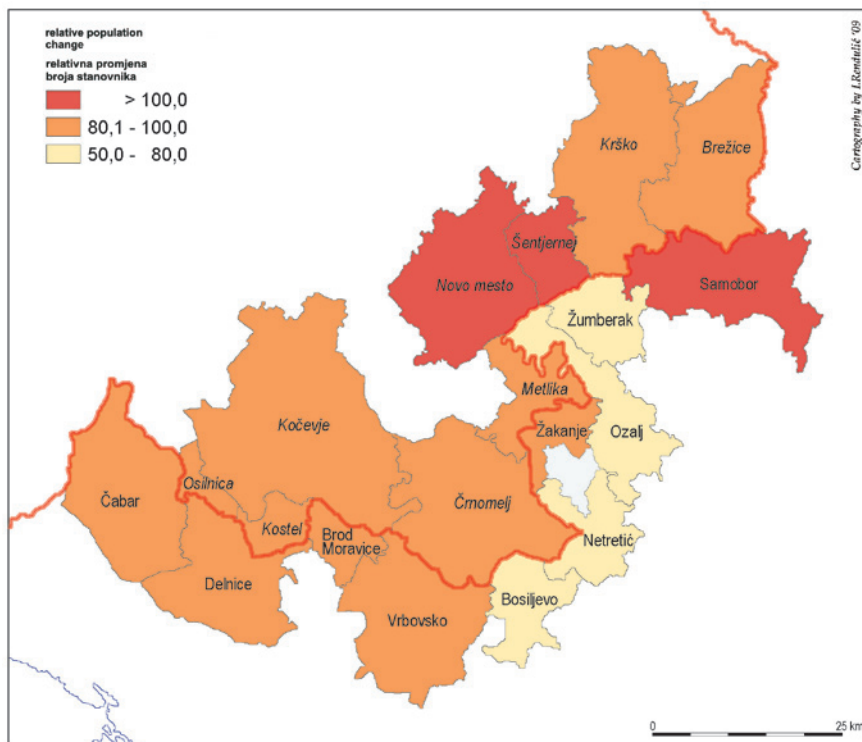 relative population
change
relativna promjena
broja stanovnika
> 100,0
80,1 - 100,0
50,0 - 80,0
Cartography by I.Rendulić '09
Krško
Brežice
Šentjernej
Novo mesto
Samobor
Žumberak
Metlika
Kočevje
Žakanje
Ozalj
Čabar
Osilnica
Črnomelj
Kostel
Brod
Moravice
Netretić
Delnice
Bosiljevo
Vrbovsko
0 25 km